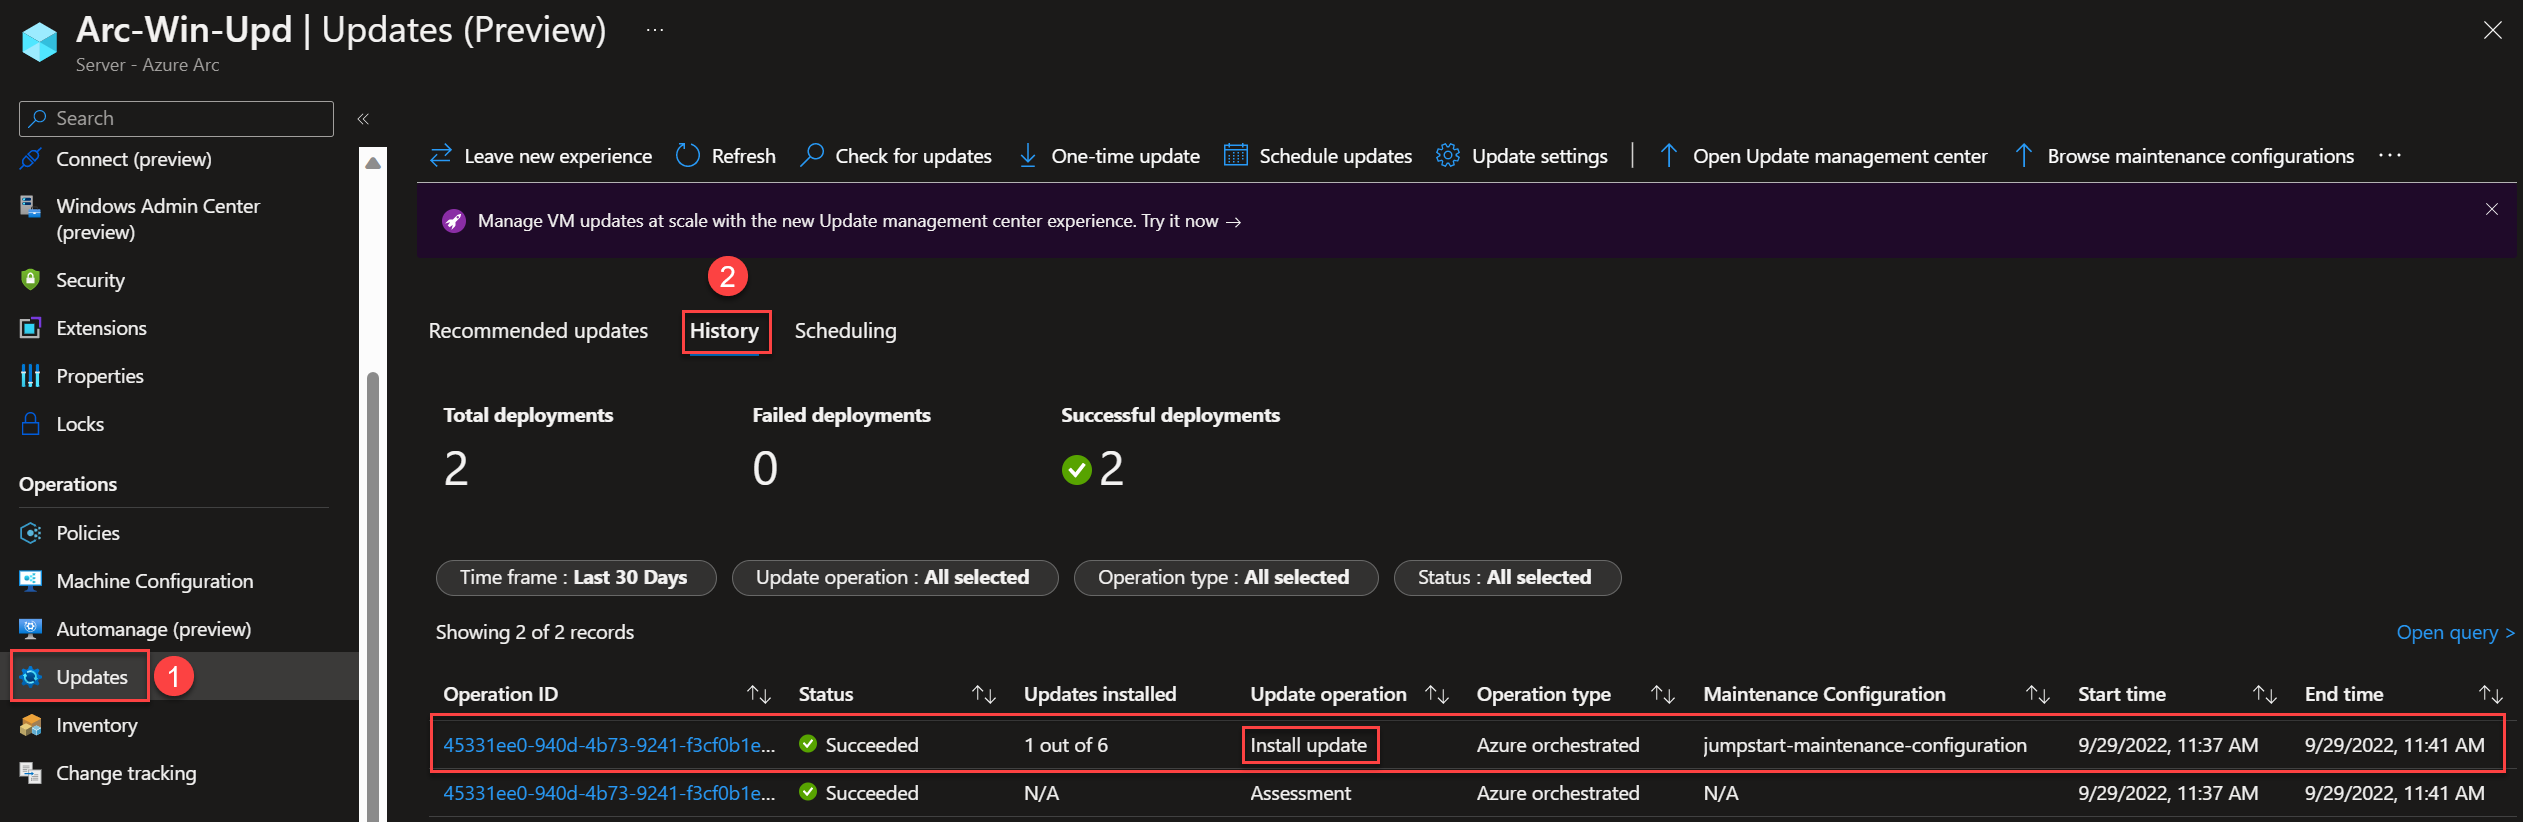 Arc-Win-Upd | Updates (Preview) ...
Server - Azure Arc
Search
«
Connect (preview)
Windows Admin Center
(preview)
Security
Extensions
Properties
Locks
Operations
Policies
Machine Configuration
Automanage (preview)
Updates
1
Inventory
Change tracking
Leave new experience Refresh Check for updates One-time update Schedule updates Update settings | Open Update management center Browse maintenance configurations ...
Manage VM updates at scale with the new Update management center experience. Try it now →
2
Recommended updates History Scheduling
Total deployments Failed deployments Successful deployments
2 0 2
Time frame : Last 30 Days Update operation : All selected Operation type : All selected Status : All selected
Showing 2 of 2 records Open query >
Operation ID ↑↓ Status ↑↓ Updates installed Update operation ↑↓ Operation type ↑↓ Maintenance Configuration ↑↓ Start time ↑↓ End time ↑↓
45331ee0-940d-4b73-9241-f3cf0b1e... Succeeded 1 out of 6 Install update Azure orchestrated jumpstart-maintenance-configuration 9/29/2022, 11:37 AM 9/29/2022, 11:41 AM
45331ee0-940d-4b73-9241-f3cf0b1e... Succeeded N/A Assessment Azure orchestrated N/A 9/29/2022, 11:37 AM 9/29/2022, 11:41 AM